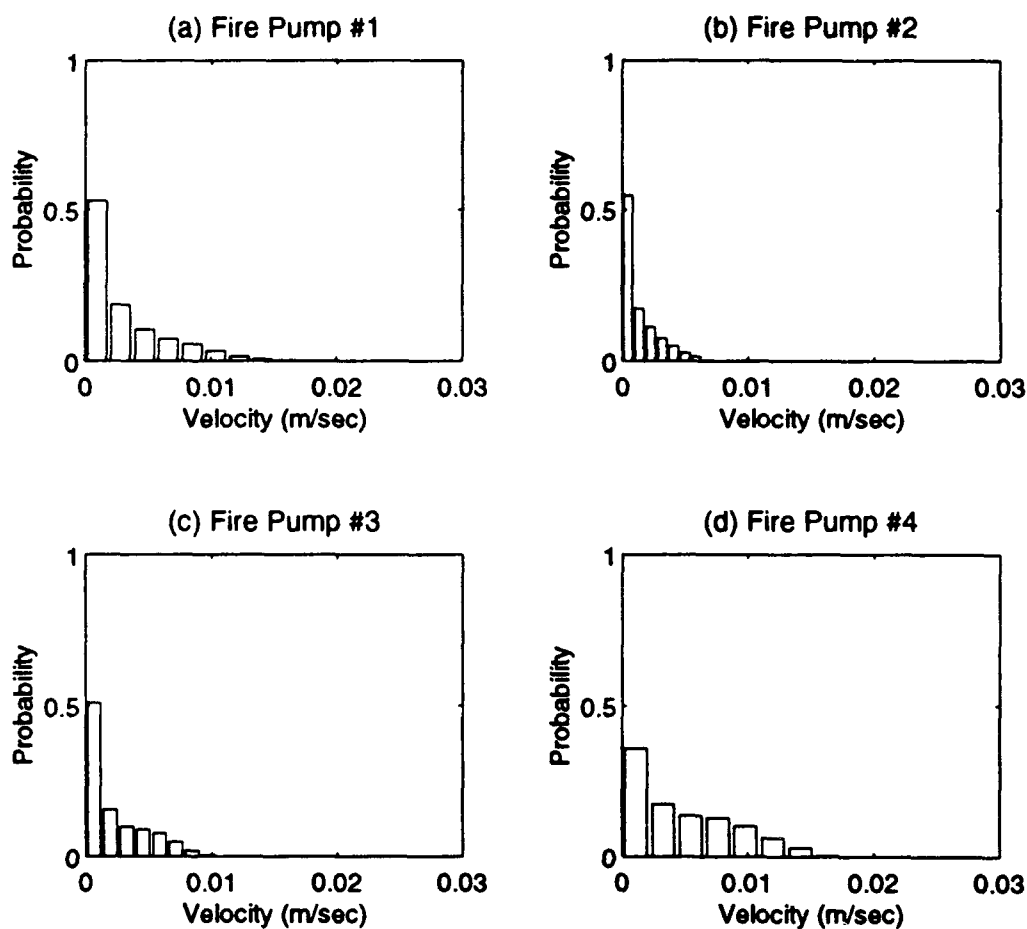 (a) Fire Pump #1
1
0.5
0
Probability
0 0.01 0.02 0.03
Velocity (m/sec)
(b) Fire Pump #2
1
0.5
0
Probability
0 0.01 0.02 0.03
Velocity (m/sec)
(c) Fire Pump #3
1
0.5
0
Probability
0 0.01 0.02 0.03
Velocity (m/sec)
(d) Fire Pump #4
1
0.5
0
Probability
0 0.01 0.02 0.03
Velocity (m/sec)